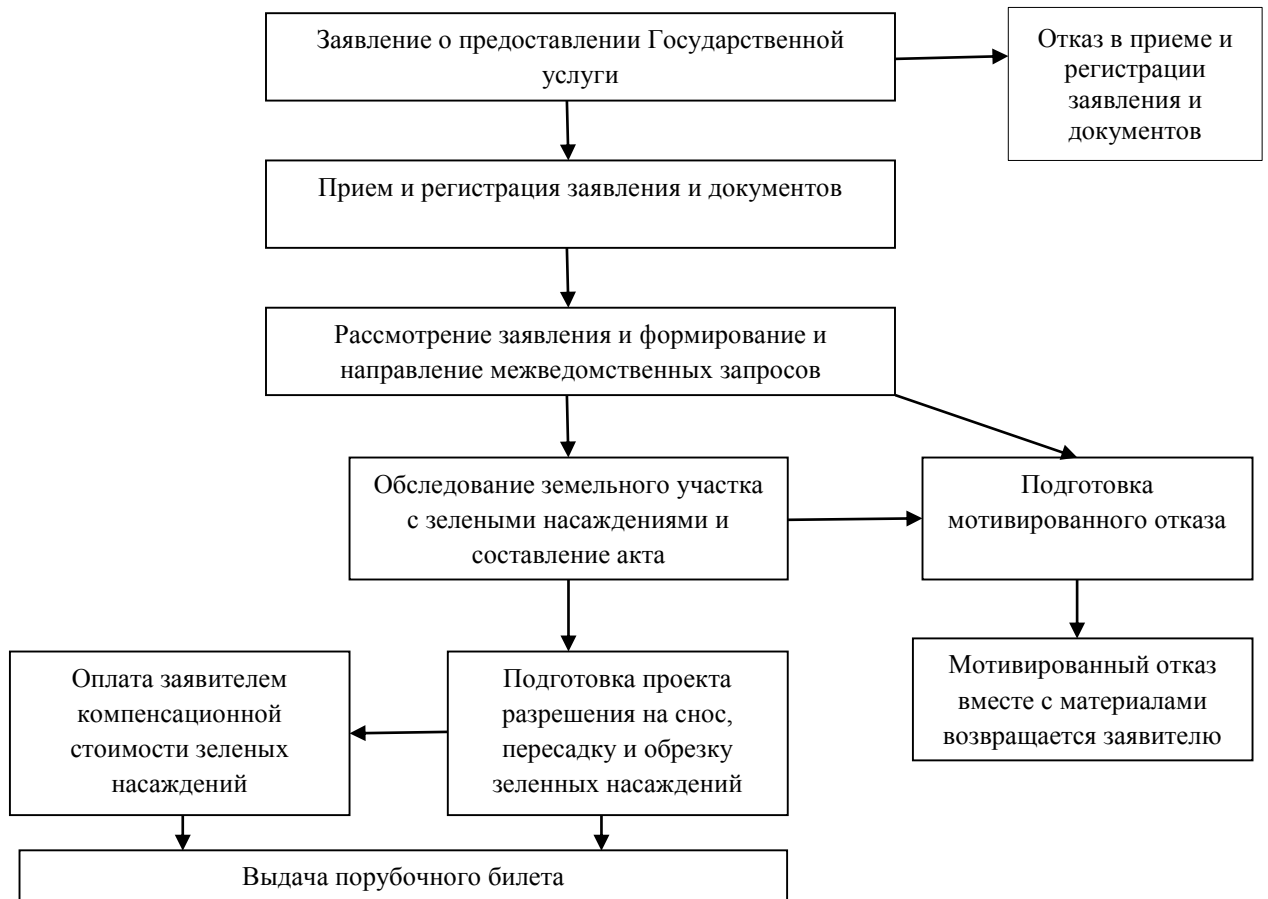 Заявление о предоставлении Государственной
услуги
Отказ в приеме и
регистрации
заявления и
документов
Прием и регистрация заявления и документов
Рассмотрение заявления и формирование и
направление межведомственных запросов
Обследование земельного участка
с зелеными насаждениями и
составление акта
Подготовка
мотивированного отказа
Оплата заявителем
компенсационной
стоимости зеленых
насаждений
Подготовка проекта
разрешения на снос,
пересадку и обрезку
зеленных насаждений
Мотивированный отказ
вместе с материалами
возвращается заявителю
Выдача порубочного билета